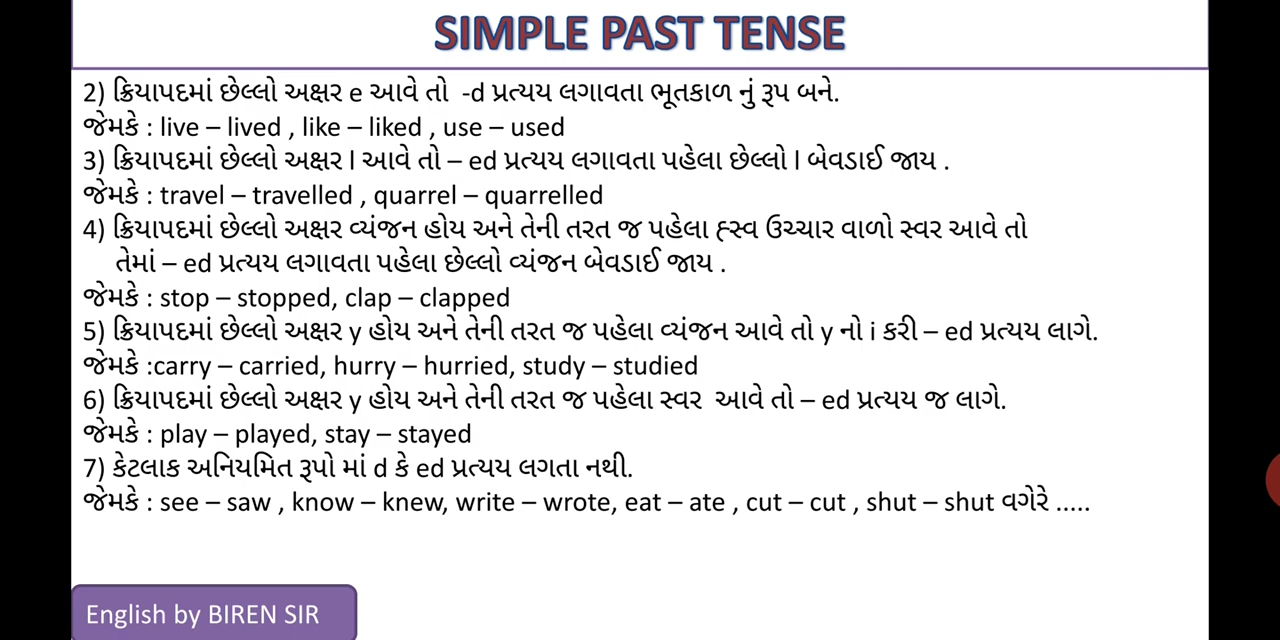 SIMPLE PAST TENSE
2) ક્રિયાપદમાં છેલ્લો અક્ષર e આવે તો -d પ્રત્યય લગાવતા ભૂતકાળ નું રૂપ બને.
જેમકે : live – lived , like – liked , use – used
3) ક્રિયાપદમાં છેલ્લો અક્ષર l આવે તો – ed પ્રત્યય લગાવતા પહેલા છેલ્લો l બેવડાઈ જાય .
જેમકે : travel – travelled , quarrel – quarrelled
4) ક્રિયાપદમાં છેલ્લો અક્ષર વ્યંજન હોય અને તેની તરત જ પહેલા હ્સ્વ ઉચ્ચાર વાળો સ્વર આવે તો
તેમાં – ed પ્રત્યય લગાવતા પહેલા છેલ્લો વ્યંજન બેવડાઈ જાય .
જેમકે : stop – stopped, clap – clapped
5) ક્રિયાપદમાં છેલ્લો અક્ષર y હોય અને તેની તરત જ પહેલા વ્યંજન આવે તો y નો i કરી – ed પ્રત્યય લાગે.
જેમકે :carry – carried, hurry – hurried, study – studied
6) ક્રિયાપદમાં છેલ્લો અક્ષર y હોય અને તેની તરત જ પહેલા સ્વર આવે તો – ed પ્રત્યય જ લાગે.
જેમકે : play – played, stay – stayed
7) કેટલાક અનિયમિત રૂપો માં d કે ed પ્રત્યય લગતા નથી.
જેમકે : see – saw , know – knew, write – wrote, eat – ate , cut – cut , shut – shut વગેરે .....
English by BIREN SIR